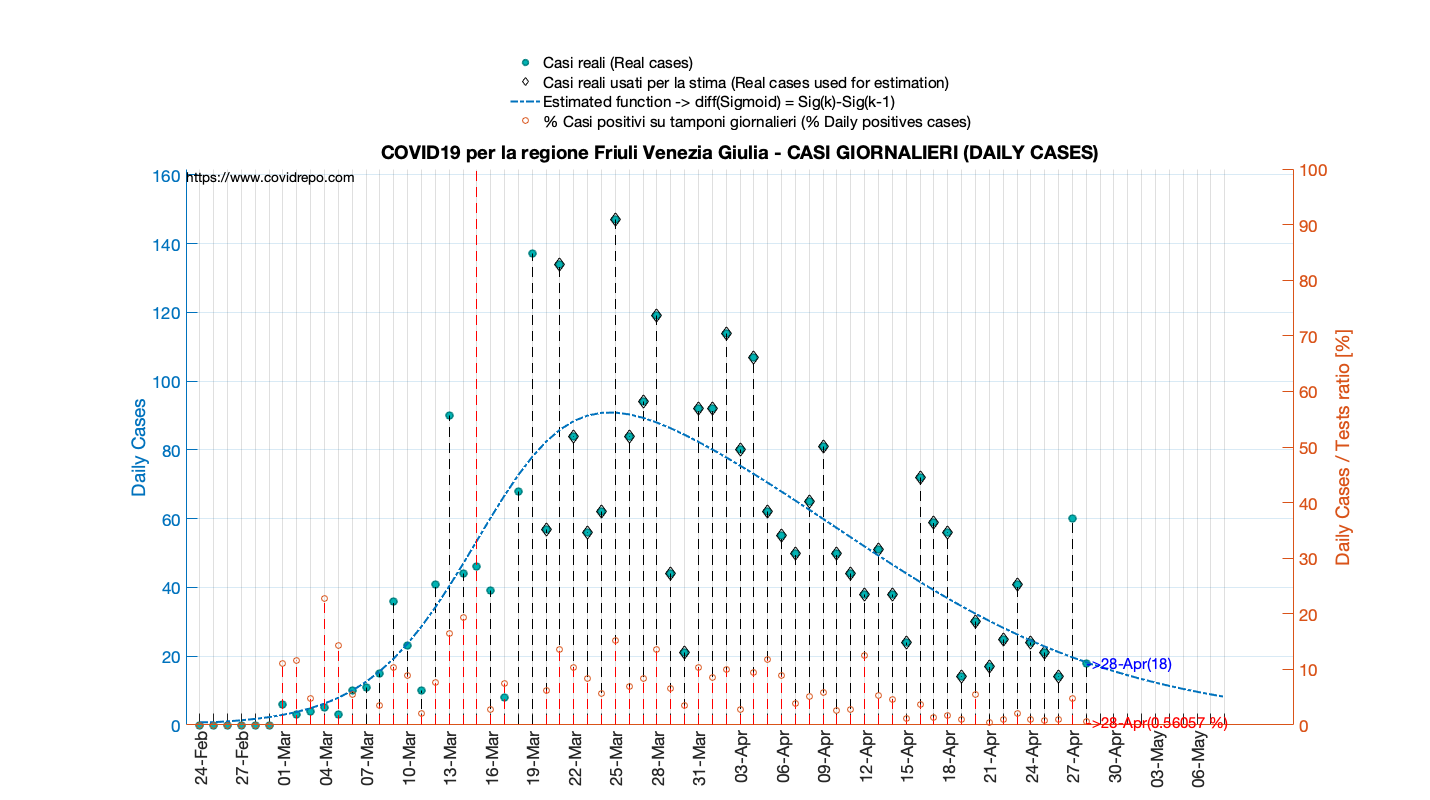 Casi reali (Real cases)
Casi reali usati per la stima (Real cases used for estimation)
Estimated function -> diff(Sigmoid) = Sig(k)-Sig(k-1)
% Casi positivi su tamponi giornalieri (% Daily positives cases)
COVID19 per la regione Friuli Venezia Giulia - CASI GIORNALIERI (DAILY CASES)
https://www.covidrepo.com
Daily Cases
160
140
120
100
80
60
40
20
0
100
90
80
70
60
50
40
30
20
10
0
Daily Cases / Tests ratio [%]
->28-Apr(18)
->28-Apr(0.56057 %)
24-Feb
27-Feb
01-Mar
04-Mar
07-Mar
10-Mar
13-Mar
16-Mar
19-Mar
22-Mar
25-Mar
28-Mar
31-Mar
03-Apr
06-Apr
09-Apr
12-Apr
15-Apr
18-Apr
21-Apr
24-Apr
27-Apr
30-Apr
03-May
06-May